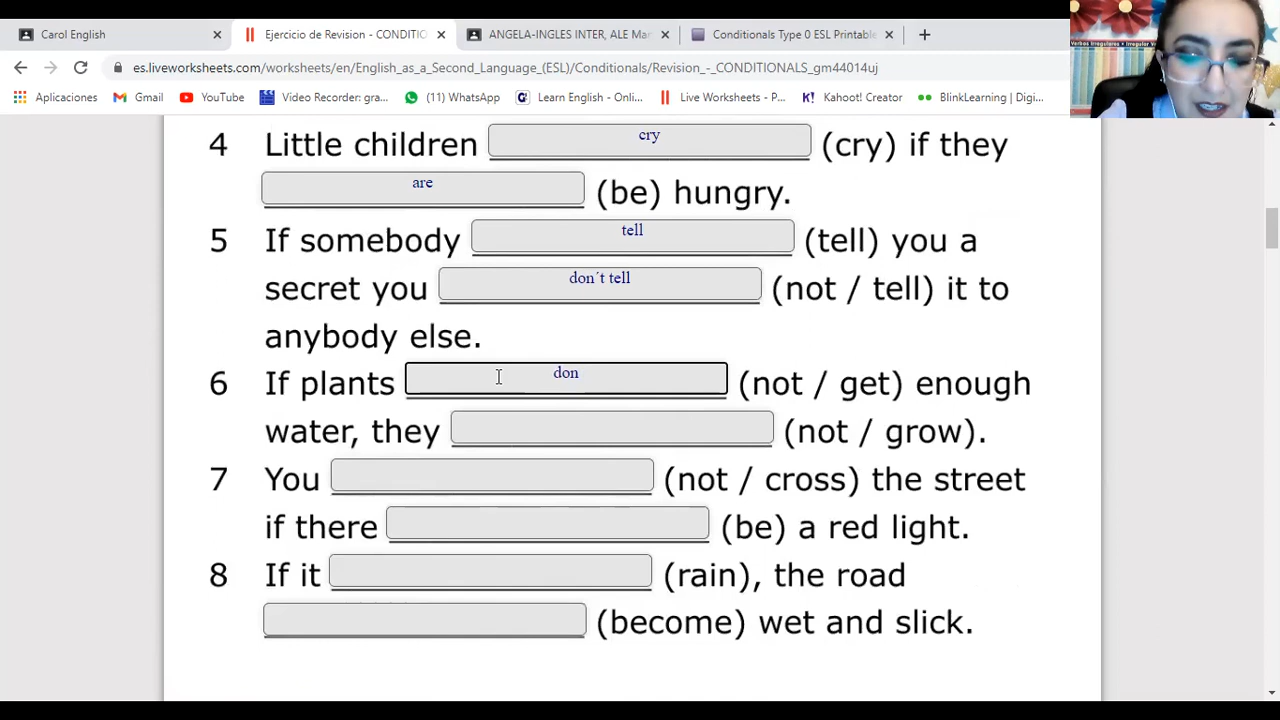 Carol English
Ejercicio de Revision - CONDITIO
ANGELA-INGLES INTER, ALE Ma
Conditionals Type 0 ESL Printable
es.liveworksheets.com/worksheets/en/English_as_a_Second_Language_(ESL)/Conditionals/Revision_-_CONDITIONALS_gm44014uj
Aplicaciones
Gmail
YouTube
Video Recorder: gra...
(11) WhatsApp
Learn English - Onli...
Live Worksheets - P...
Kahoot! Creator
BlinkLearning | Digi...
4 Little children cry (cry) if they
are (be) hungry.
5 If somebody tell (tell) you a
secret you don´t tell (not / tell) it to
anybody else.
6 If plants don (not / get) enough
water, they (not / grow).
7 You (not / cross) the street
if there (be) a red light.
8 If it (rain), the road
(become) wet and slick.